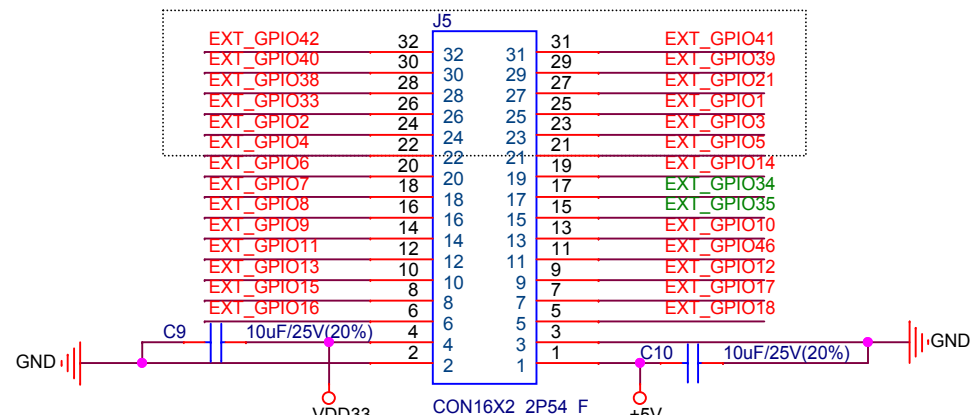 J5
EXT_GPIO42 32 32 31 31 EXT_GPIO41
EXT_GPIO40 30 30 29 29 EXT_GPIO39
EXT_GPIO38 28 28 27 27 EXT_GPIO21
EXT_GPIO33 26 26 25 25 EXT_GPIO1
EXT_GPIO2 24 24 23 23 EXT_GPIO3
EXT_GPIO4 22 22 21 21 EXT_GPIO5
EXT_GPIO6 20 20 19 19 EXT_GPIO14
EXT_GPIO7 18 18 17 17 EXT_GPIO34
EXT_GPIO8 16 16 15 15 EXT_GPIO35
EXT_GPIO9 14 14 13 13 EXT_GPIO10
EXT_GPIO11 12 12 11 11 EXT_GPIO46
EXT_GPIO13 10 10 9 9 EXT_GPIO12
EXT_GPIO15 8 8 7 7 EXT_GPIO17
EXT_GPIO16 6 6 5 5 EXT_GPIO18
C9 10uF/25V(20%) 4 4 3 3 GND
GND 2 2 1 1 C10 10uF/25V(20%)
VDD33 CON16X2_2P54_F +5V